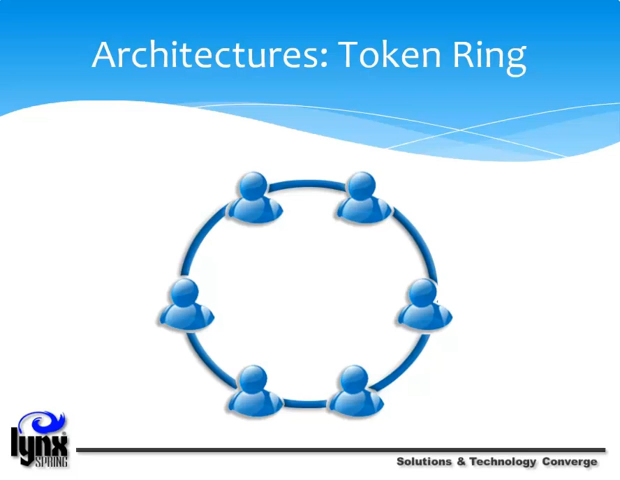 Architectures: Token Ring
lynx
SPRING
Solutions & Technology Converge